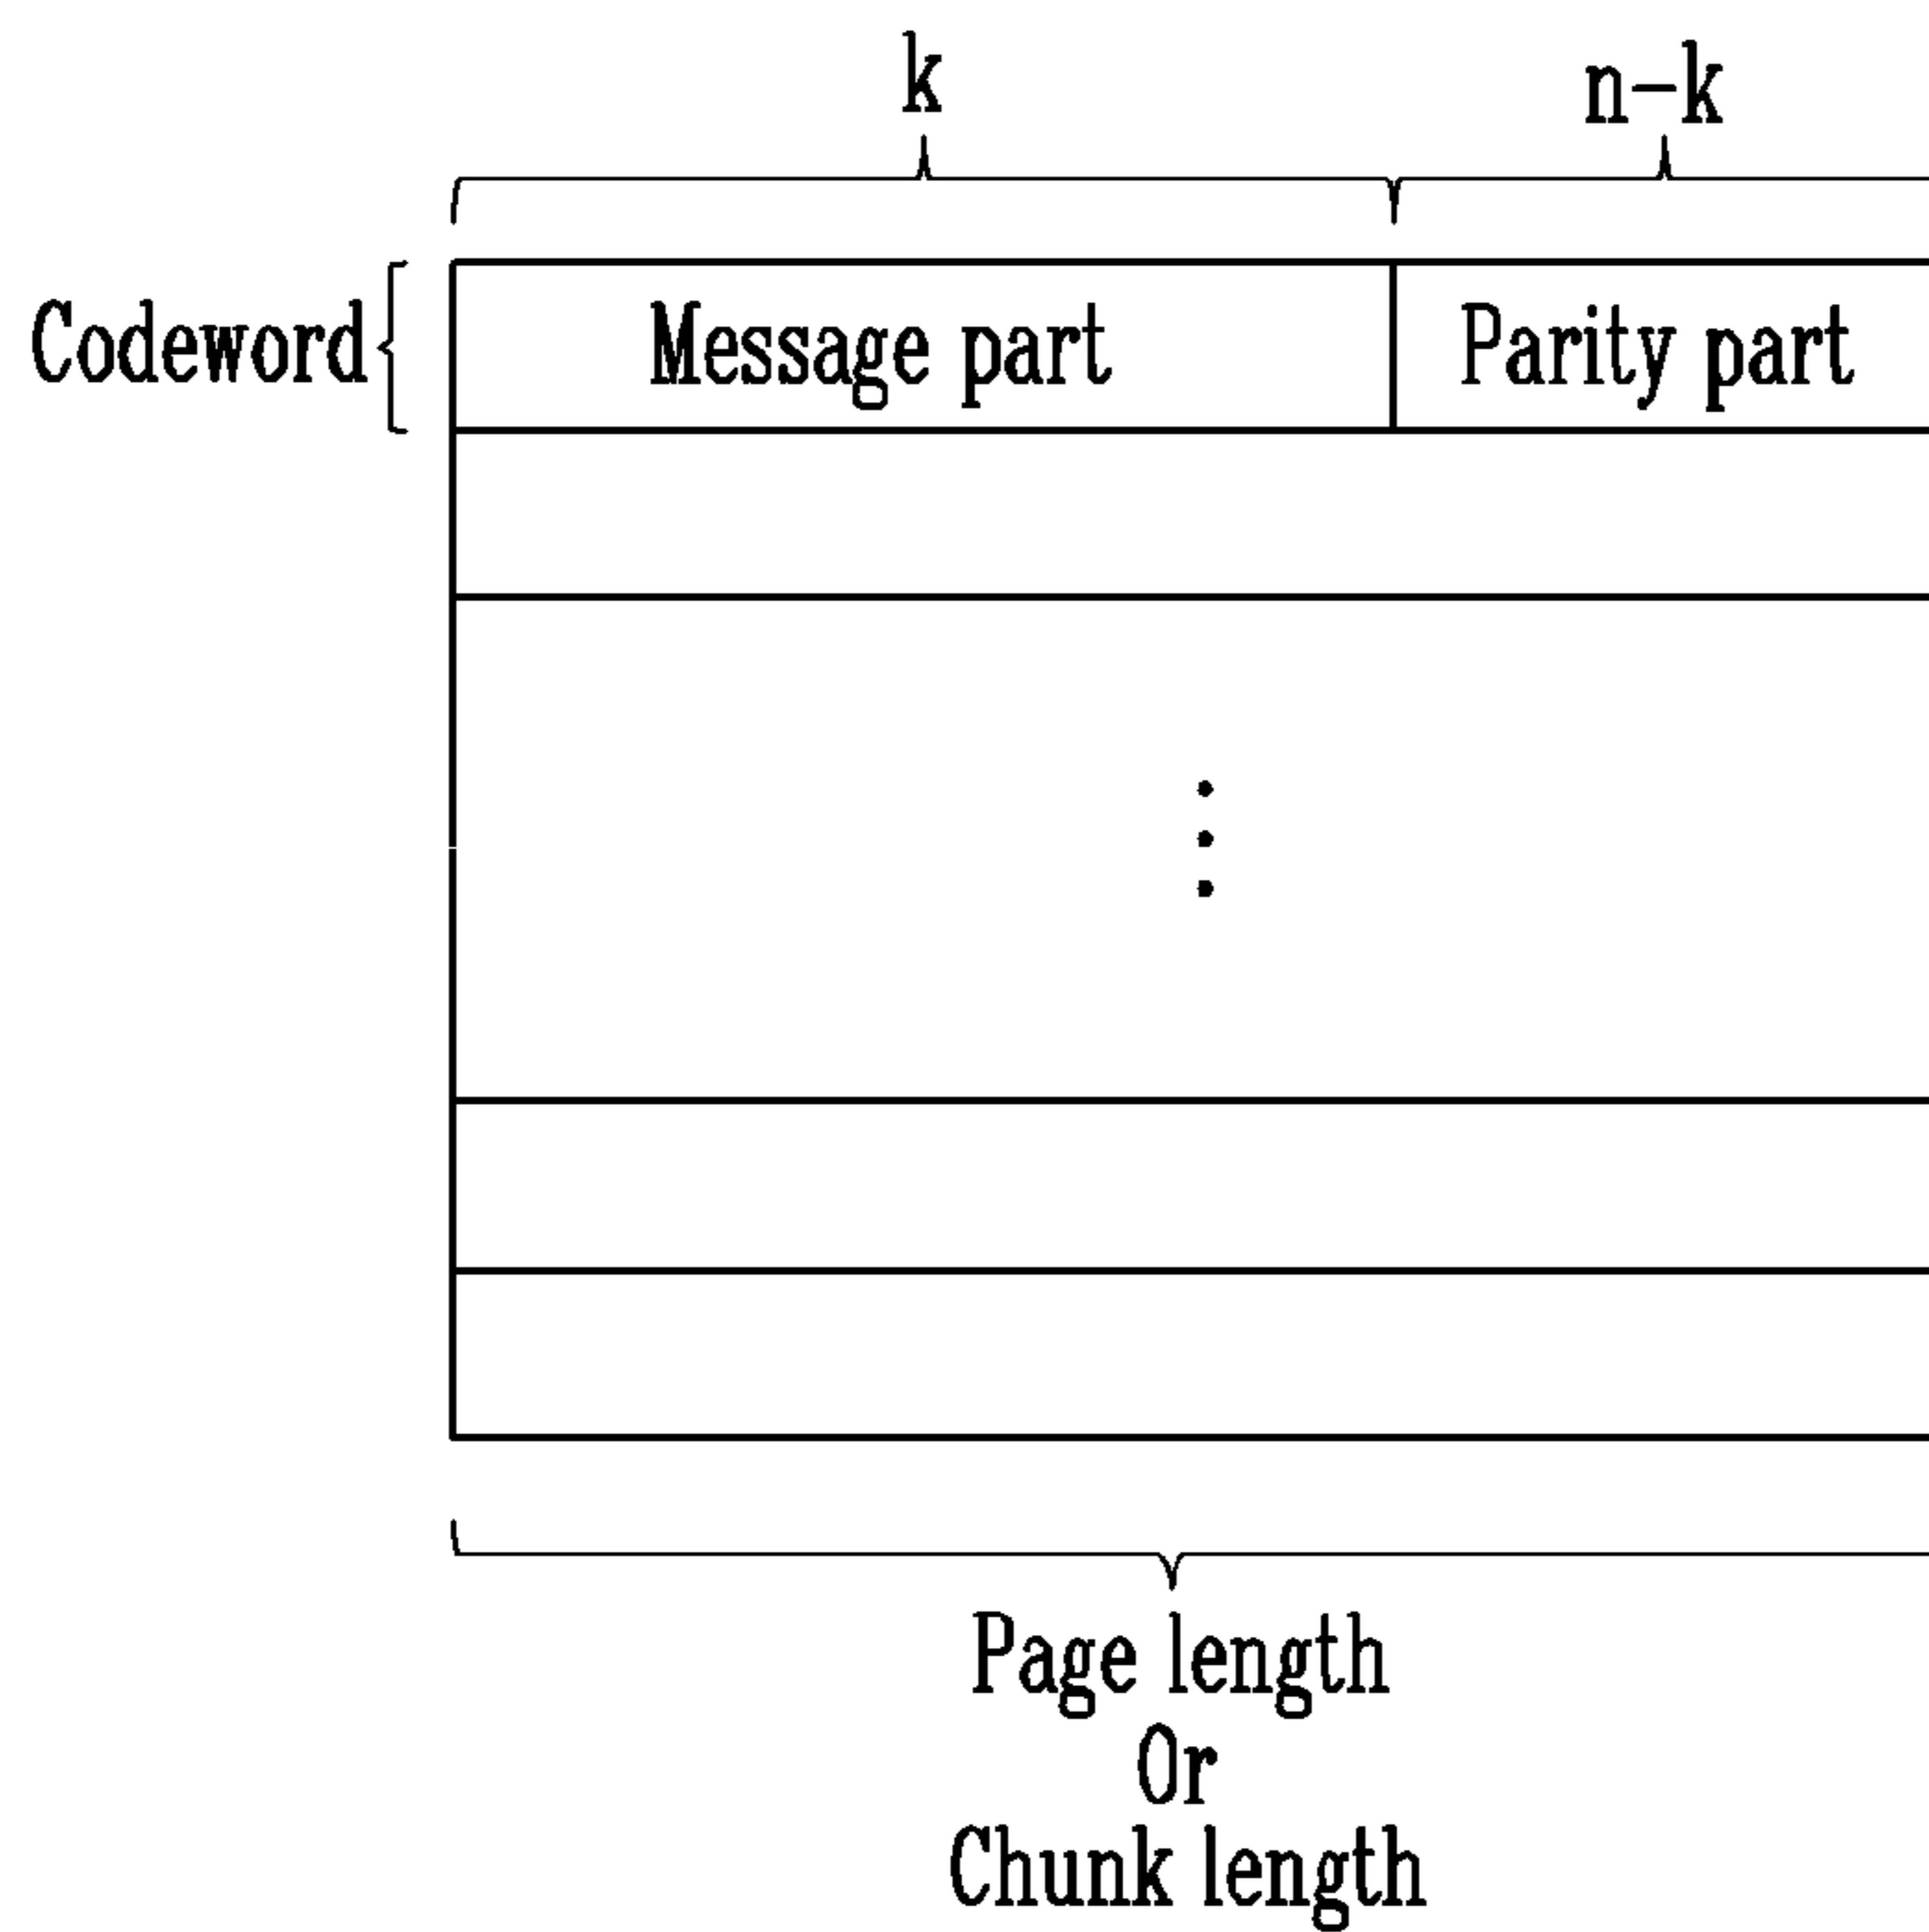 k
n-k
Codeword
Message part
Parity part
Page length
Or
Chunk length